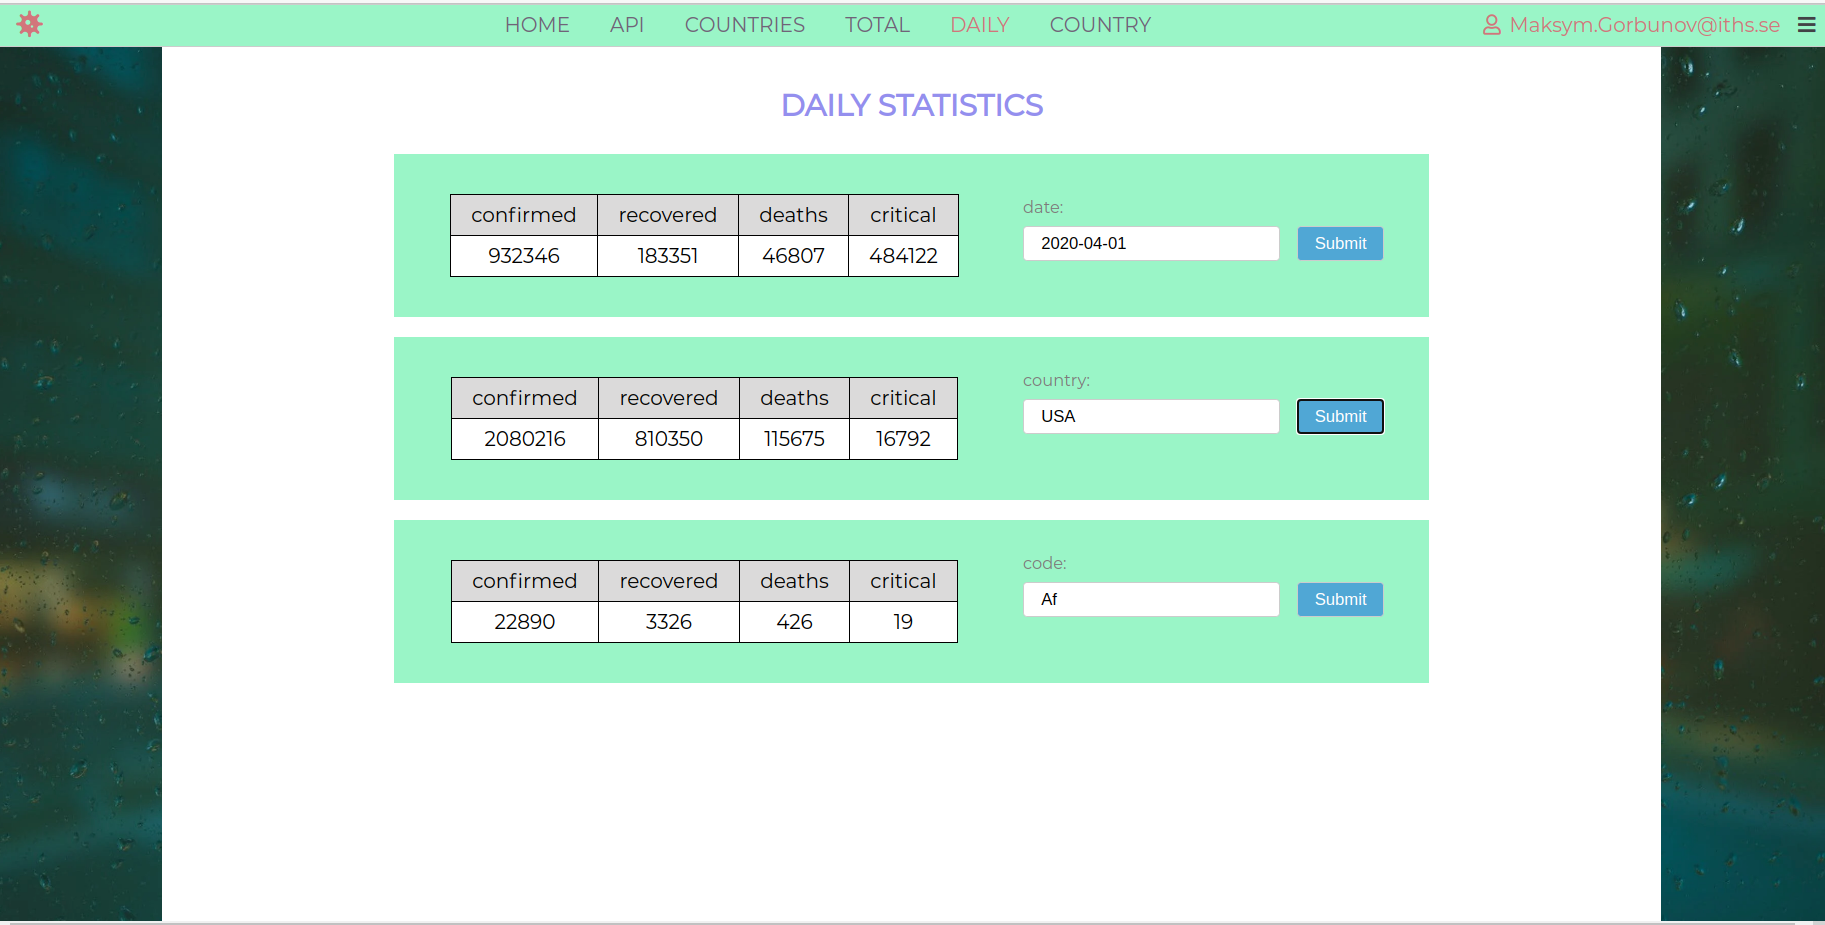 HOME API COUNTRIES TOTAL DAILY COUNTRY Maksym.Gorbunov@iths.se
DAILY STATISTICS
confirmed recovered deaths critical
932346 183351 46807 484122
date:
2020-04-01 Submit
confirmed recovered deaths critical
2080216 810350 115675 16792
country:
USA Submit
confirmed recovered deaths critical
22890 3326 426 19
code:
Af Submit